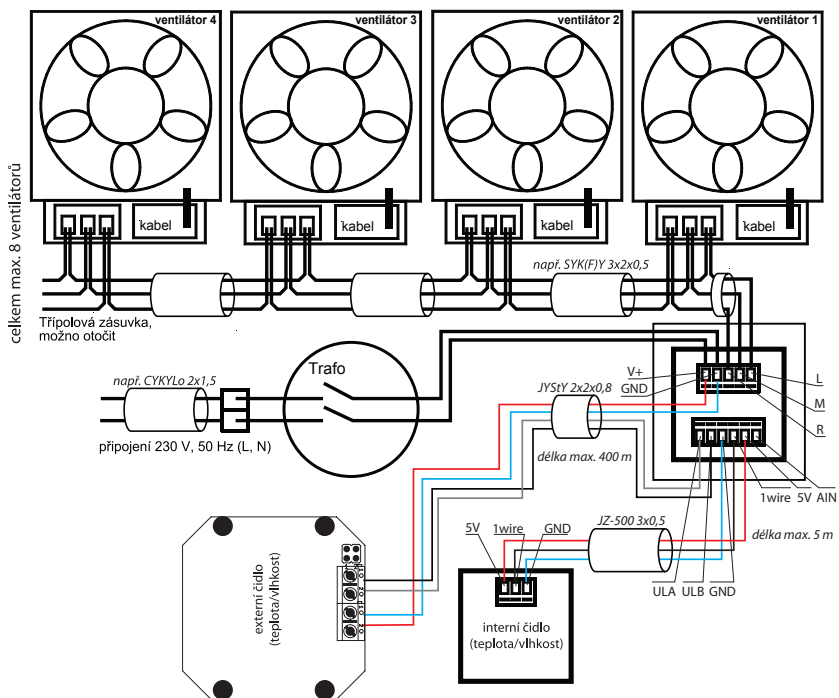 ventilátor 4
ventilátor 3
ventilátor 2
ventilátor 1
kabel
kabel
kabel
kabel
celkem max. 8 ventilátorů
např. SYK(F)Y 3x2x0,5
Třípolová zásuvka,
možno otočit
např. CYKYLo 2x1,5
Trafo
připojení 230 V, 50 Hz (L, N)
JYStY 2x2x0,8
délka max. 400 m
V+
GND
L
M
R
1wire 5V AIN
JZ-500 3x0,5
délka max. 5 m
ULA ULB GND
5V
1wire
GND
interní čidlo
(teplota/vlhkost)
externí čidlo
(teplota/vlhkost)